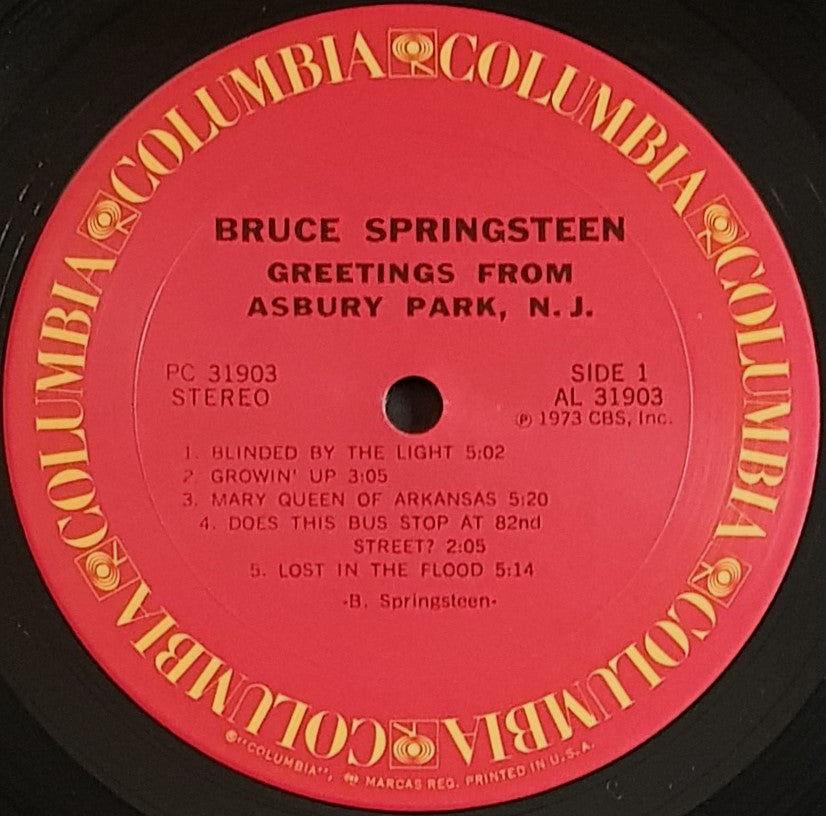 COLUMBIA COLUMBIA COLUMBIA COLUMBIA COLUMBIA COLUMBIA COLUMBIA COLUMBIA
BRUCE SPRINGSTEEN
GREETINGS FROM
ASBURY PARK, N.J.
PC 31903
STEREO
SIDE 1
AL 31903
℗ 1973 CBS, Inc.
1. BLINDED BY THE LIGHT 5:02
2. GROWIN' UP 3:05
3. MARY QUEEN OF ARKANSAS 5:20
4. DOES THIS BUS STOP AT 82nd
STREET? 2:05
5. LOST IN THE FLOOD 5:14
-B. Springsteen-
®"COLUMBIA", MARCAS REG. PRINTED IN U.S.A.